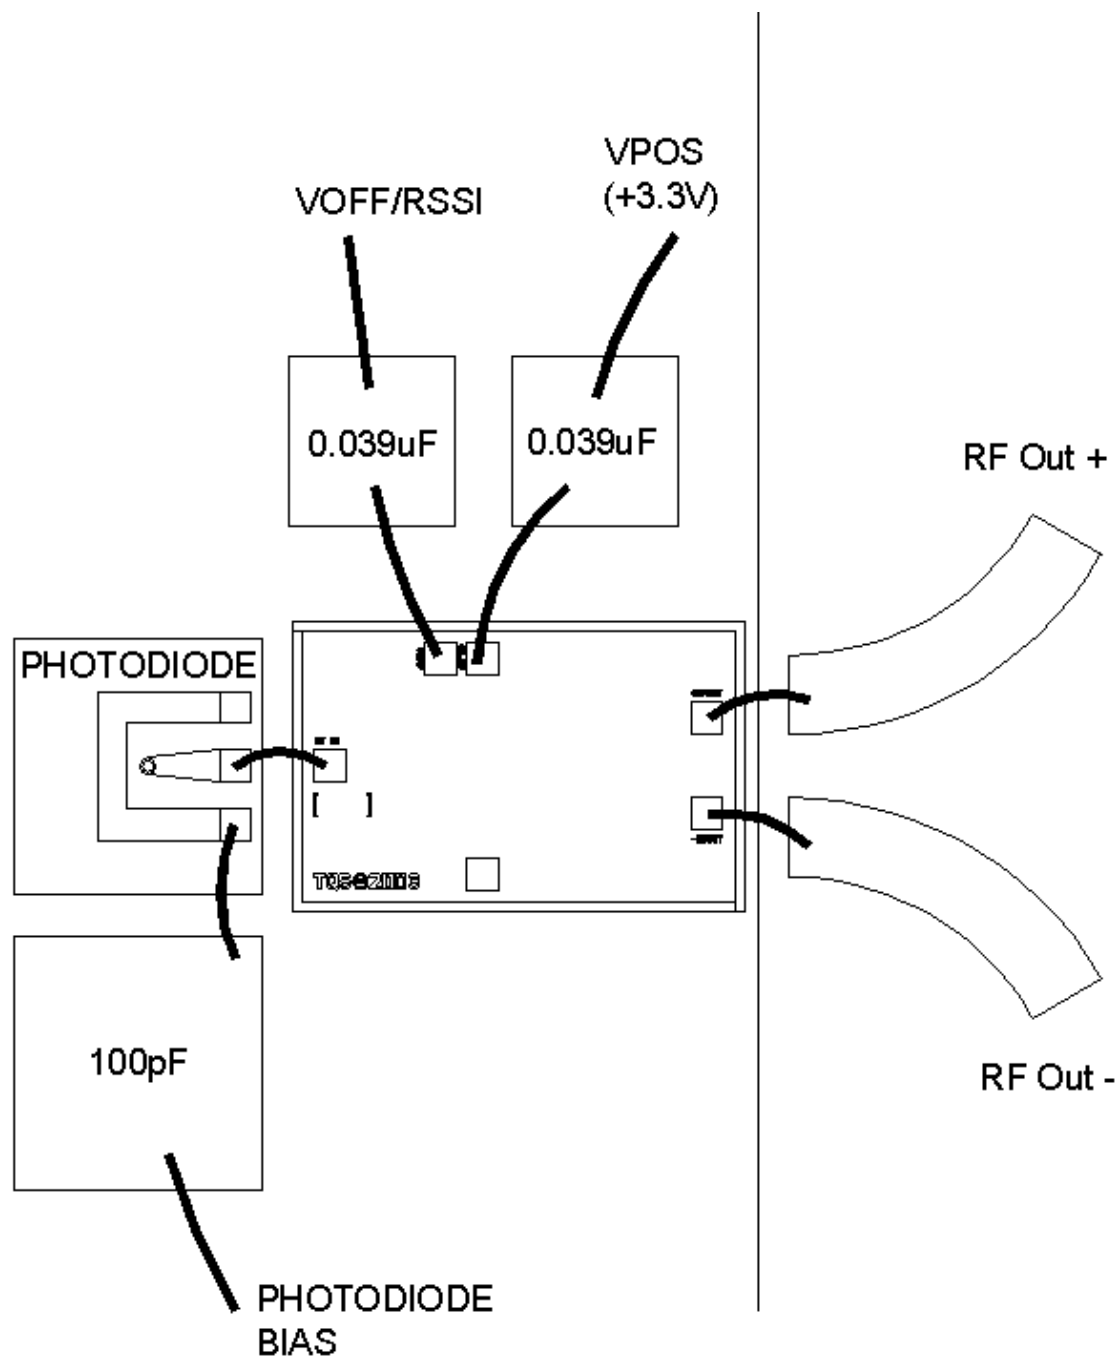 VPOS
(+3.3V)
VOFF/RSSI
0.039uF
0.039uF
RF Out +
PHOTODIODE
[ ]
100pF
RF Out -
PHOTODIODE
BIAS